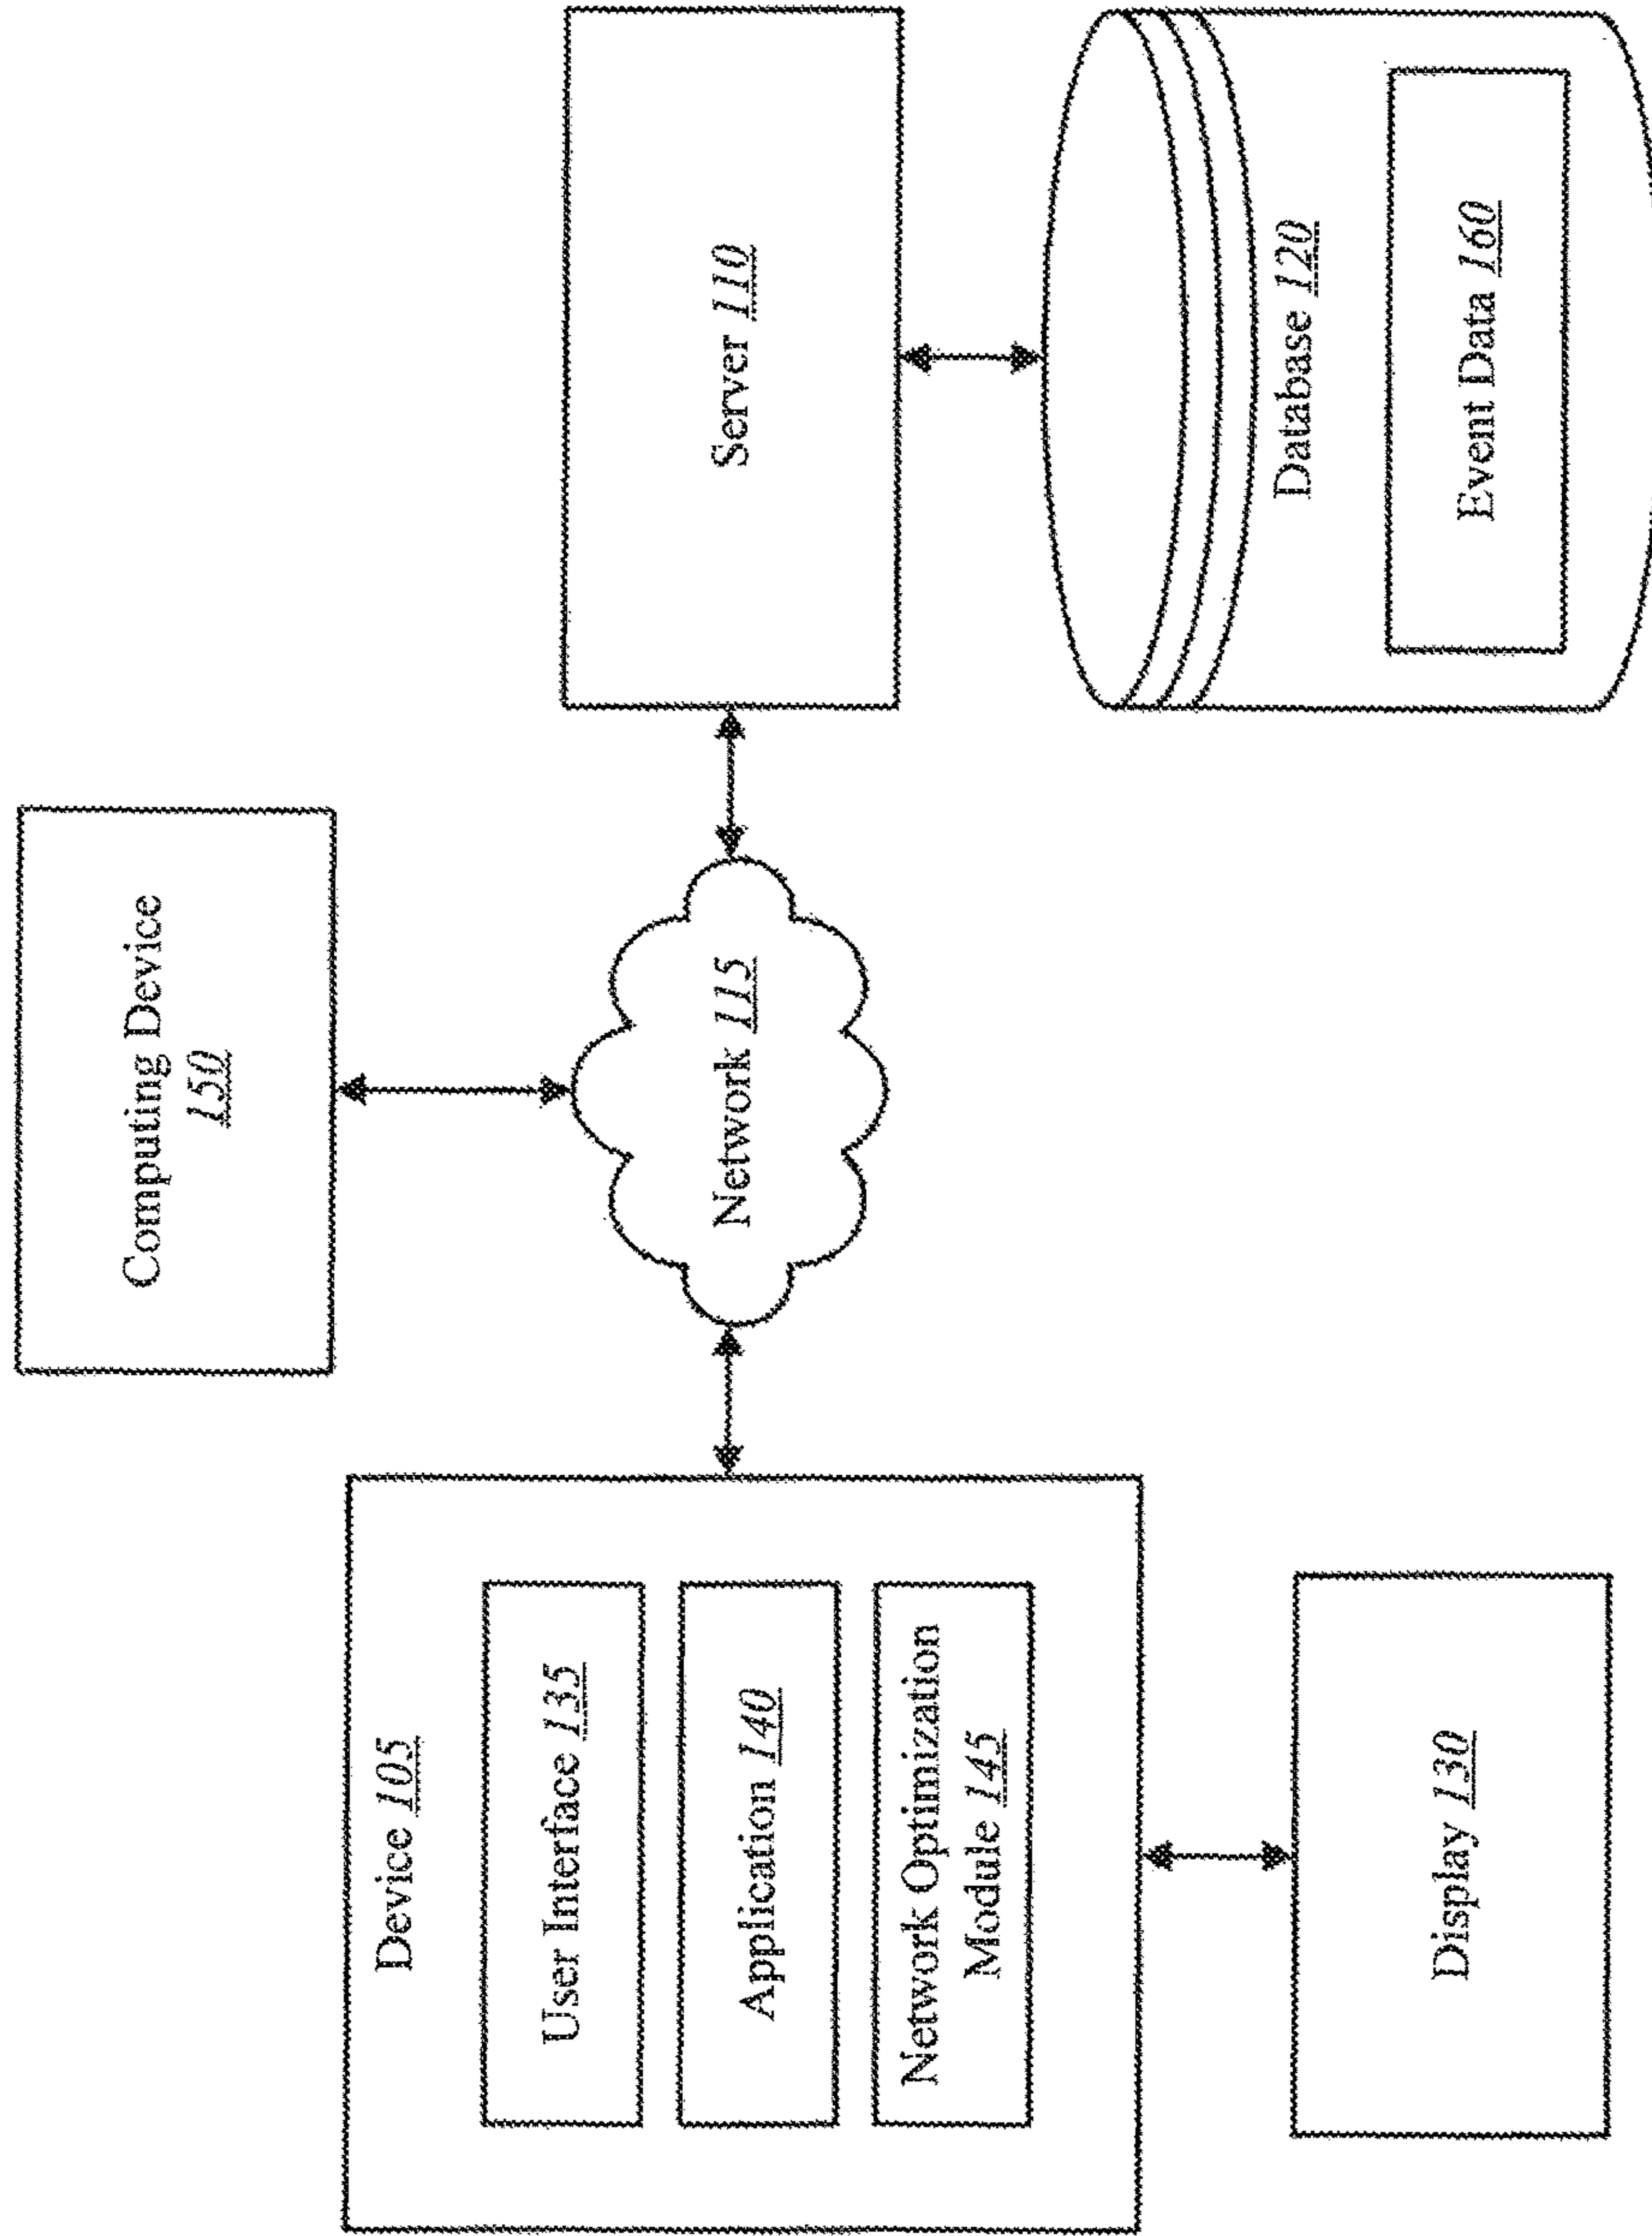 Device 105
User Interface 135
Application 140
Network Optimization
Module 145
Display 130
Computing Device
150
Network 115
Server 110
Database 120
Event Data 160